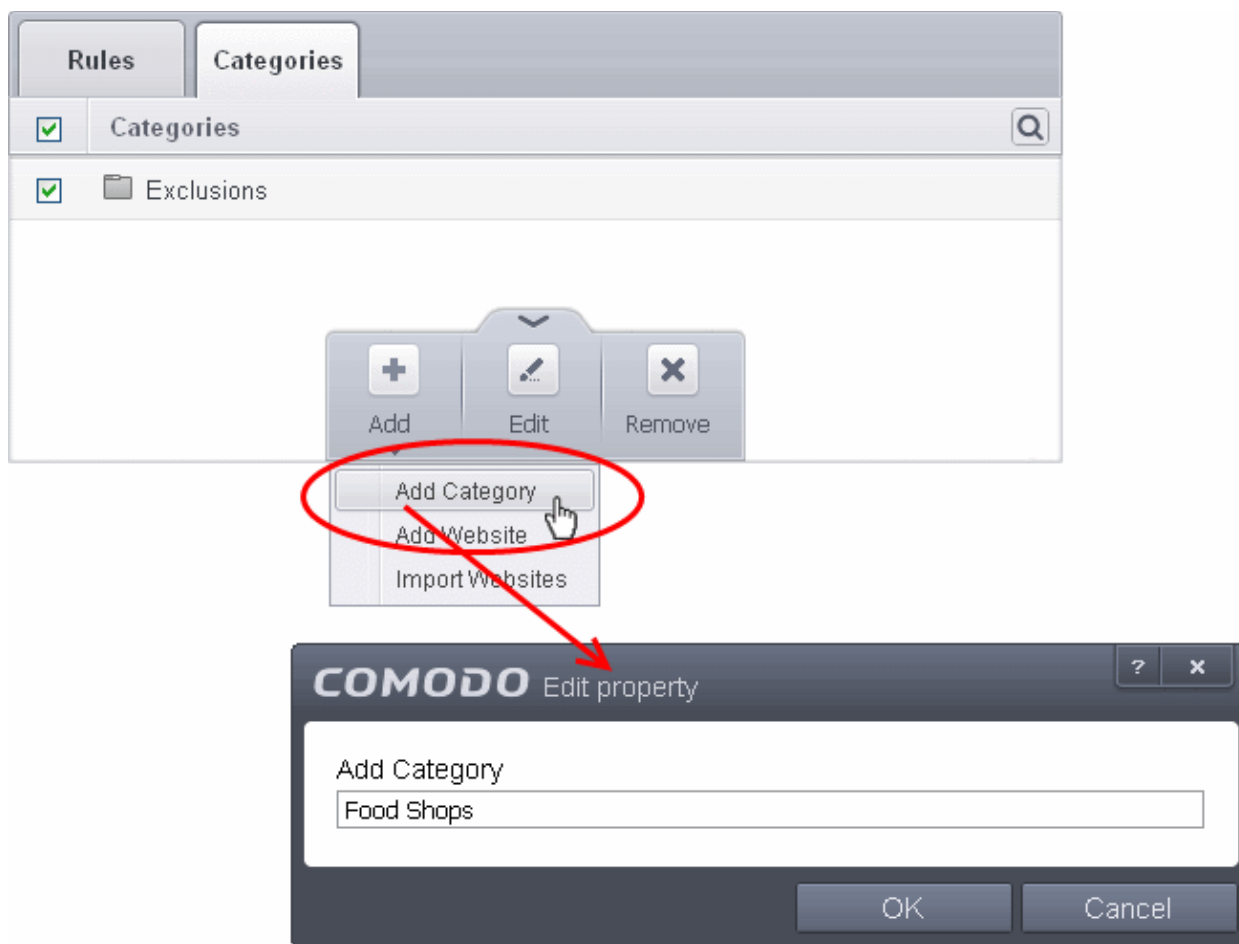 Rules Categories
Categories
Exclusions
Add Edit Remove
Add Category
Add Website
Import Websites
COMODO Edit property ? x
Add Category
Food Shops
OK Cancel